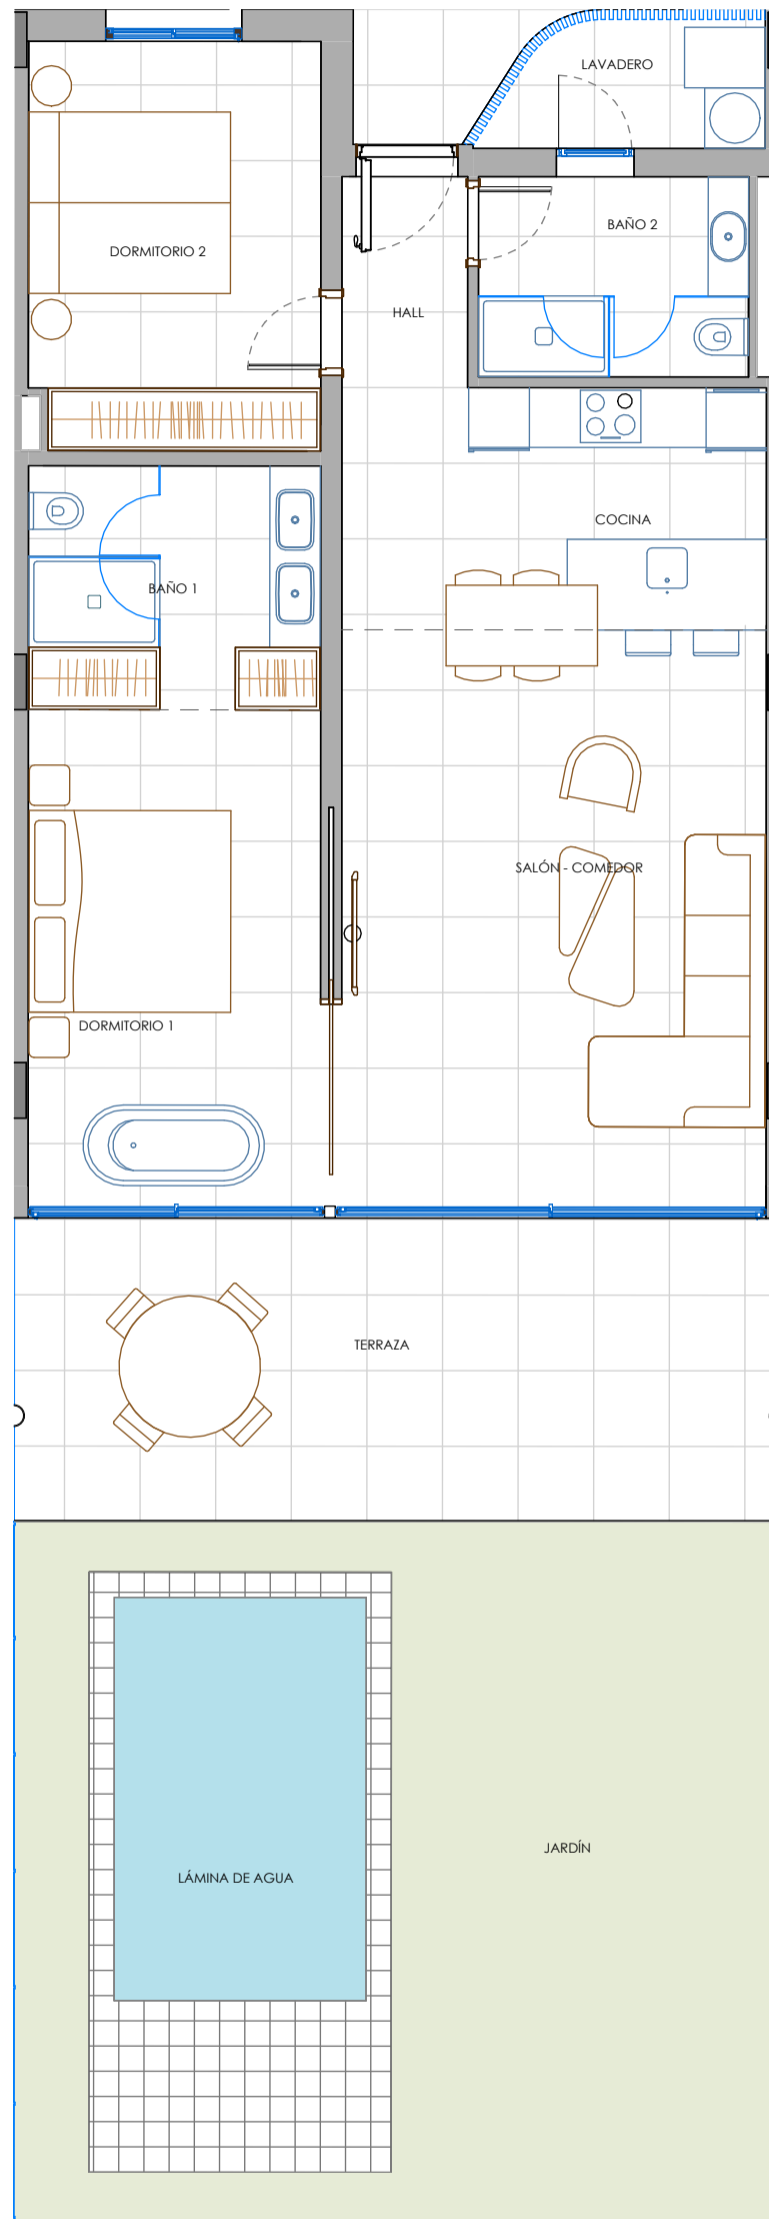 LAVADERO
BAÑO 2
DORMITORIO 2
HALL
COCINA
BAÑO 1
SALÓN - COMEDOR
DORMITORIO 1
TERRAZA
JARDÍN
LÁMINA DE AGUA